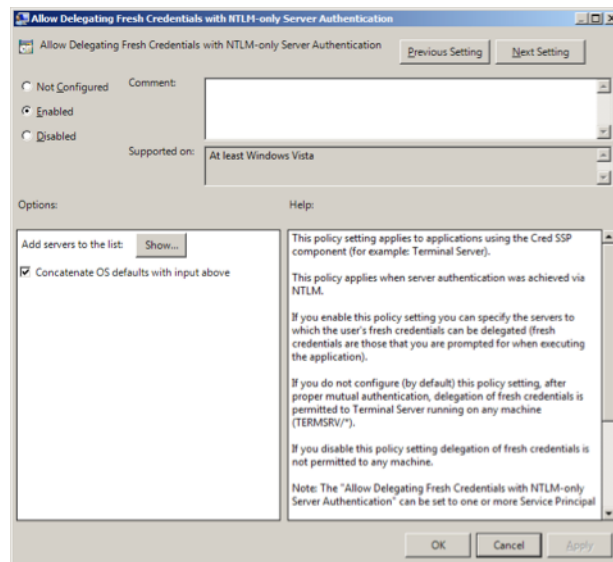 Allow Delegating Fresh Credentials with NTLM-only Server Authentication
Allow Delegating Fresh Credentials with NTLM-only Server Authentication
Previous Setting
Next Setting
Not Configured
Comment:
Enabled
Disabled
Supported on:
At least Windows Vista
Options:
Help:
Add servers to the list:
Show...
Concatenate OS defaults with input above
This policy setting applies to applications using the Cred SSP
component (for example: Terminal Server).
This policy applies when server authentication was achieved via
NTLM.
If you enable this policy setting you can specify the servers to
which the user's fresh credentials can be delegated (fresh
credentials are those that you are prompted for when executing
the application).
If you do not configure (by default) this policy setting, after
proper mutual authentication, delegation of fresh credentials is
permitted to Terminal Server running on any machine
(TERMSRV/*).
If you disable this policy setting delegation of fresh credentials is
not permitted to any machine.
Note: The "Allow Delegating Fresh Credentials with NTLM-only
Server Authentication" can be set to one or more Service Principal
OK
Cancel
Apply